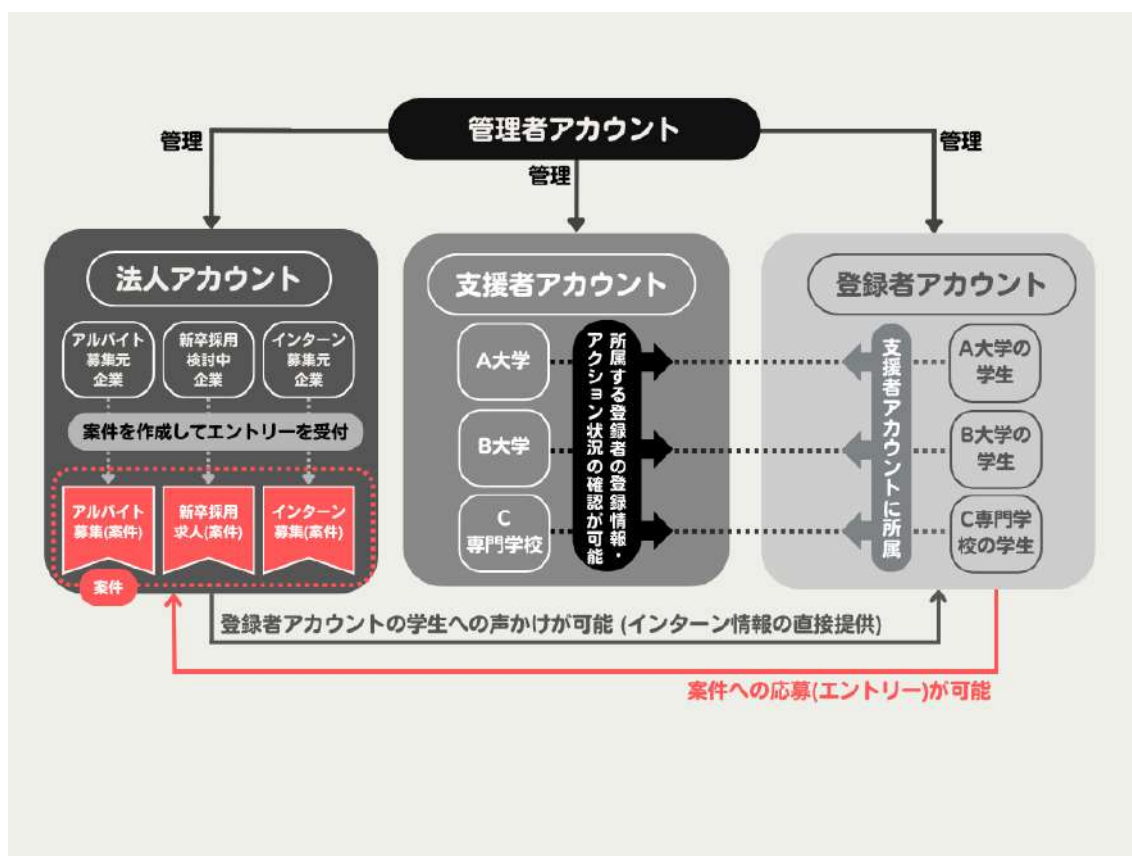 管理者アカウント
管理
管理
管理
法人アカウント
アルバイト
募集元
企業
新卒採用
検討中
企業
インターン
募集元
企業
案件を作成してエントリーを受付
アルバイト
募集(案件)
新卒採用
求人(案件)
インターン
募集(案件)
案件
支援者アカウント
A大学
B大学
C
専門学校
所属する登録者の登録情報・
アクション状況の確認が可能
登録者アカウント
支援者アカウントに所属
A大学の
学生
B大学の
学生
C専門学
校の学生
登録者アカウントの学生への声かけが可能 (インターン情報の直接提供)
案件への応募(エントリー)が可能